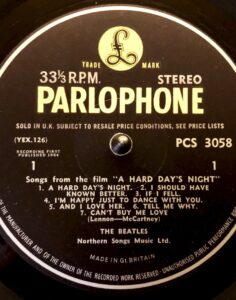 £
TRADE MARK
33⅓ R.P.M. STEREO
PARLOPHONE
SOLD IN U.K. SUBJECT TO RESALE PRICE CONDITIONS, SEE PRICE LISTS
(YEX.126) PCS 3058
RECORDING FIRST
PUBLISHED 1964
1 1
Songs from the film "A HARD DAY'S NIGHT"
1. A HARD DAY'S NIGHT. 2. I SHOULD HAVE
KNOWN BETTER. 3. IF I FELL.
4. I'M HAPPY JUST TO DANCE WITH YOU.
5. AND I LOVE HER. 6. TELL ME WHY.
7. CAN'T BUY ME LOVE
(Lennon—McCartney)
THE BEATLES
Northern Songs Music Ltd.
MADE IN GT. BRITAIN
OF THE MANUFACTURER AND OF THE OWNER OF THE RECORDED WORK RESERVED. UNAUTHORISED PUBLIC PERFORMANCE